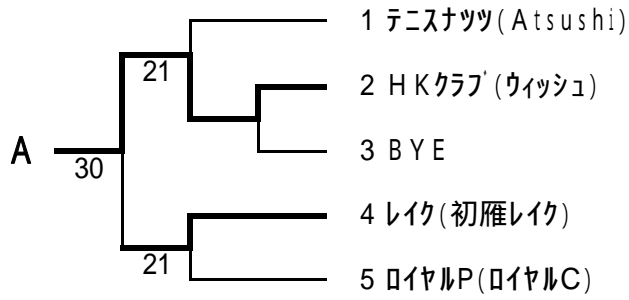 1 ﾃﾆｽﾅﾂﾂ(Atsushi)
21
2 HKｸﾗﾌﾞ(ｳｨｯｼｭ)
A
30
3 BYE
4 ﾚｲｸ(初雁ﾚｲｸ)
21
5 ﾛｲﾔﾙP(ﾛｲﾔﾙC)